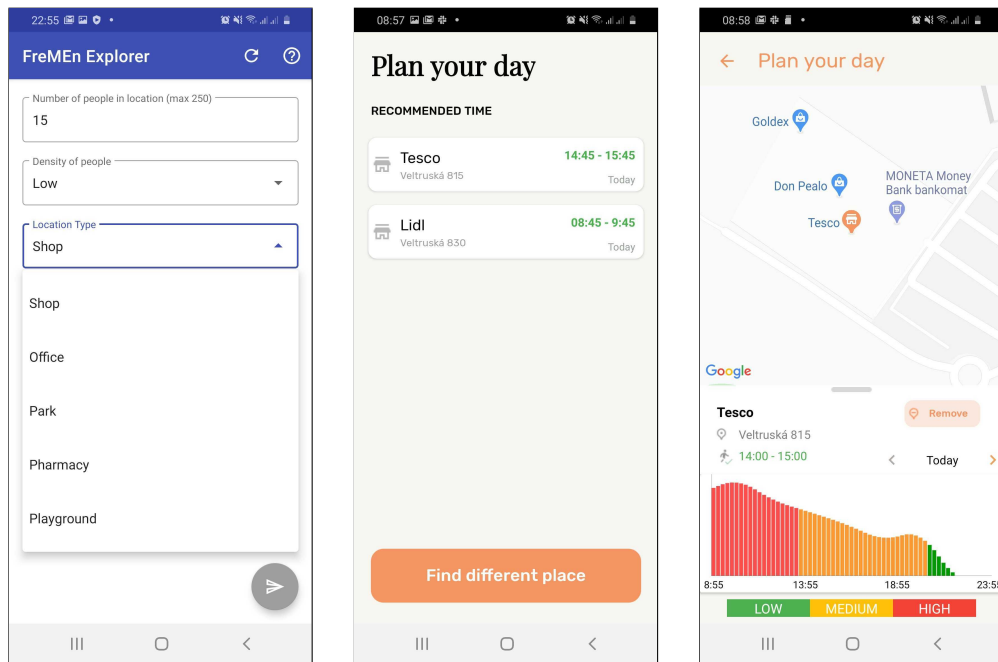 22:55
FreMEn Explorer
Number of people in location (max 250)
15
Density of people
Low
Location Type
Shop
Shop
Office
Park
Pharmacy
Playground
08:57
Plan your day
RECOMMENDED TIME
Tesco
14:45 - 15:45
Veltruská 815
Today
Lidl
08:45 - 9:45
Veltruská 830
Today
Find different place
08:58
Plan your day
Goldex
Don Pealo
MONETA Money
Bank bankomat
Tesco
Google
Tesco
Remove
Veltruská 815
14:00 - 15:00
Today
8:55 13:55 18:55 23:55
LOW MEDIUM HIGH